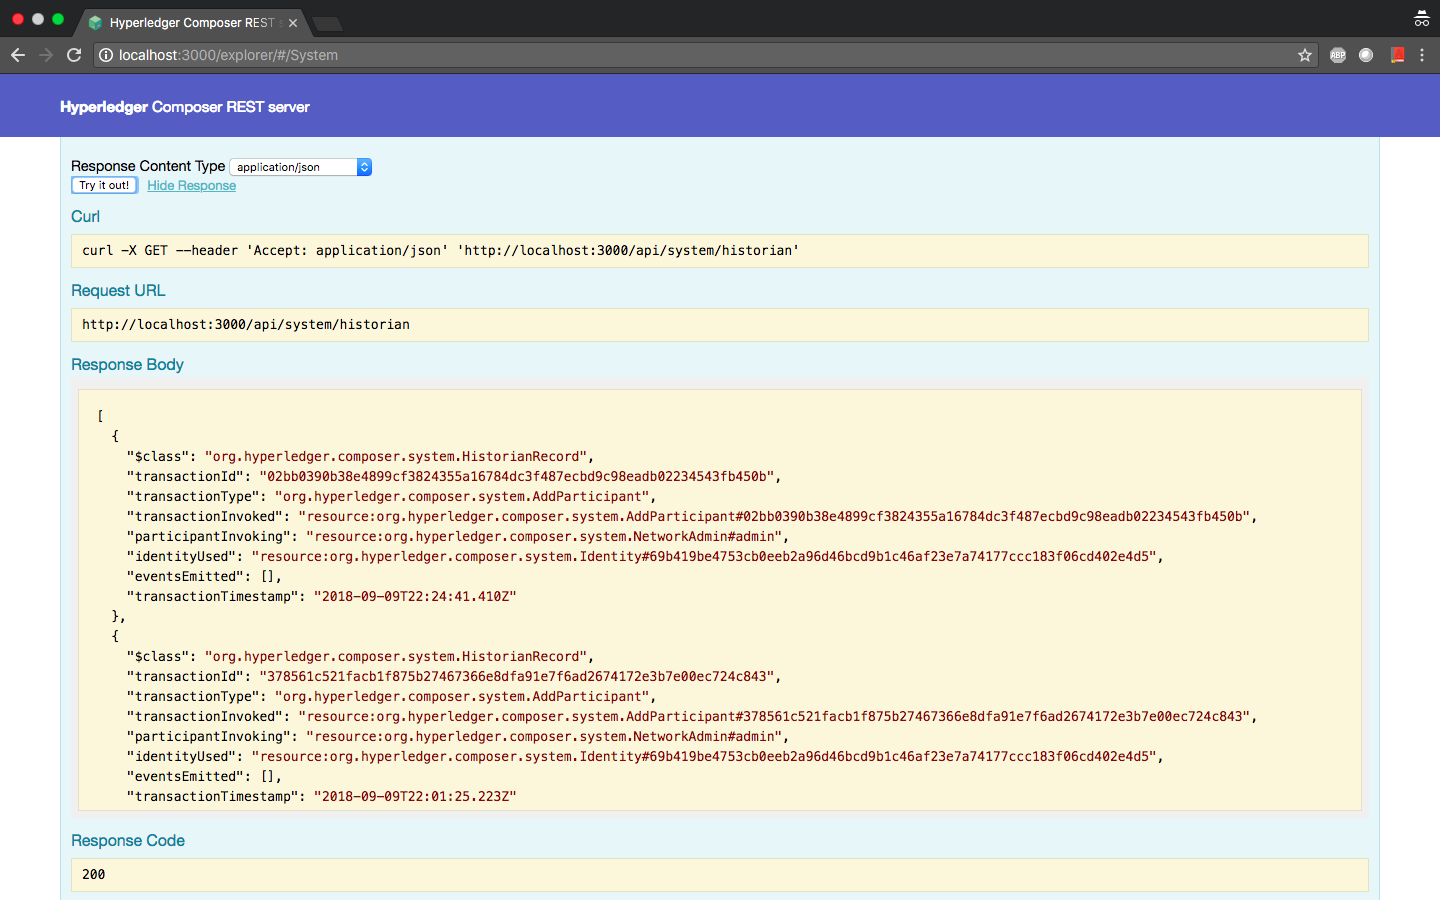 Hyperledger Composer REST s
localhost:3000/explorer/#/System
ABP
Hyperledger Composer REST server
Response Content Type application/json
Try it out! Hide Response
Curl
curl -X GET --header 'Accept: application/json' 'http://localhost:3000/api/system/historian'
Request URL
http://localhost:3000/api/system/historian
Response Body
[
{
"$class": "org.hyperledger.composer.system.HistorianRecord",
"transactionId": "02bb0390b38e4899cf3824355a16784dc3f487ecbd9c98eadb02234543fb450b",
"transactionType": "org.hyperledger.composer.system.AddParticipant",
"transactionInvoked": "resource:org.hyperledger.composer.system.AddParticipant#02bb0390b38e4899cf3824355a16784dc3f487ecbd9c98eadb02234543fb450b",
"participantInvoking": "resource:org.hyperledger.composer.system.NetworkAdmin#admin",
"identityUsed": "resource:org.hyperledger.composer.system.Identity#69b419be4753cb0eeb2a96d46bcd9b1c46af23e7a74177ccc183f06cd402e4d5",
"eventsEmitted": [],
"transactionTimestamp": "2018-09-09T22:24:41.410Z"
},
{
"$class": "org.hyperledger.composer.system.HistorianRecord",
"transactionId": "378561c521facb1f875b27467366e8dfa91e7f6ad2674172e3b7e00ec724c843",
"transactionType": "org.hyperledger.composer.system.AddParticipant",
"transactionInvoked": "resource:org.hyperledger.composer.system.AddParticipant#378561c521facb1f875b27467366e8dfa91e7f6ad2674172e3b7e00ec724c843",
"participantInvoking": "resource:org.hyperledger.composer.system.NetworkAdmin#admin",
"identityUsed": "resource:org.hyperledger.composer.system.Identity#69b419be4753cb0eeb2a96d46bcd9b1c46af23e7a74177ccc183f06cd402e4d5",
"eventsEmitted": [],
"transactionTimestamp": "2018-09-09T22:01:25.223Z"
Response Code
200